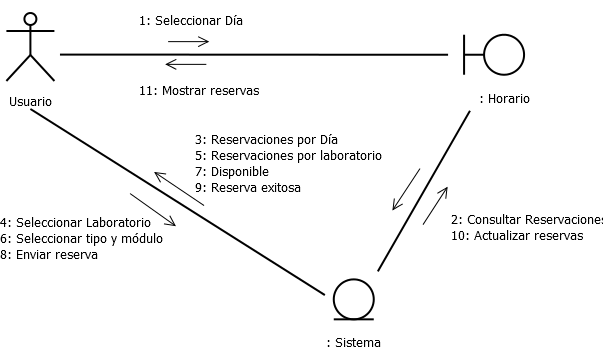 1: Seleccionar Día
11: Mostrar reservas
Usuario
: Horario
3: Reservaciones por Día
5: Reservaciones por laboratorio
7: Disponible
9: Reserva exitosa
4: Seleccionar Laboratorio
6: Seleccionar tipo y módulo
8: Enviar reserva
2: Consultar Reservaciones
10: Actualizar reservas
: Sistema